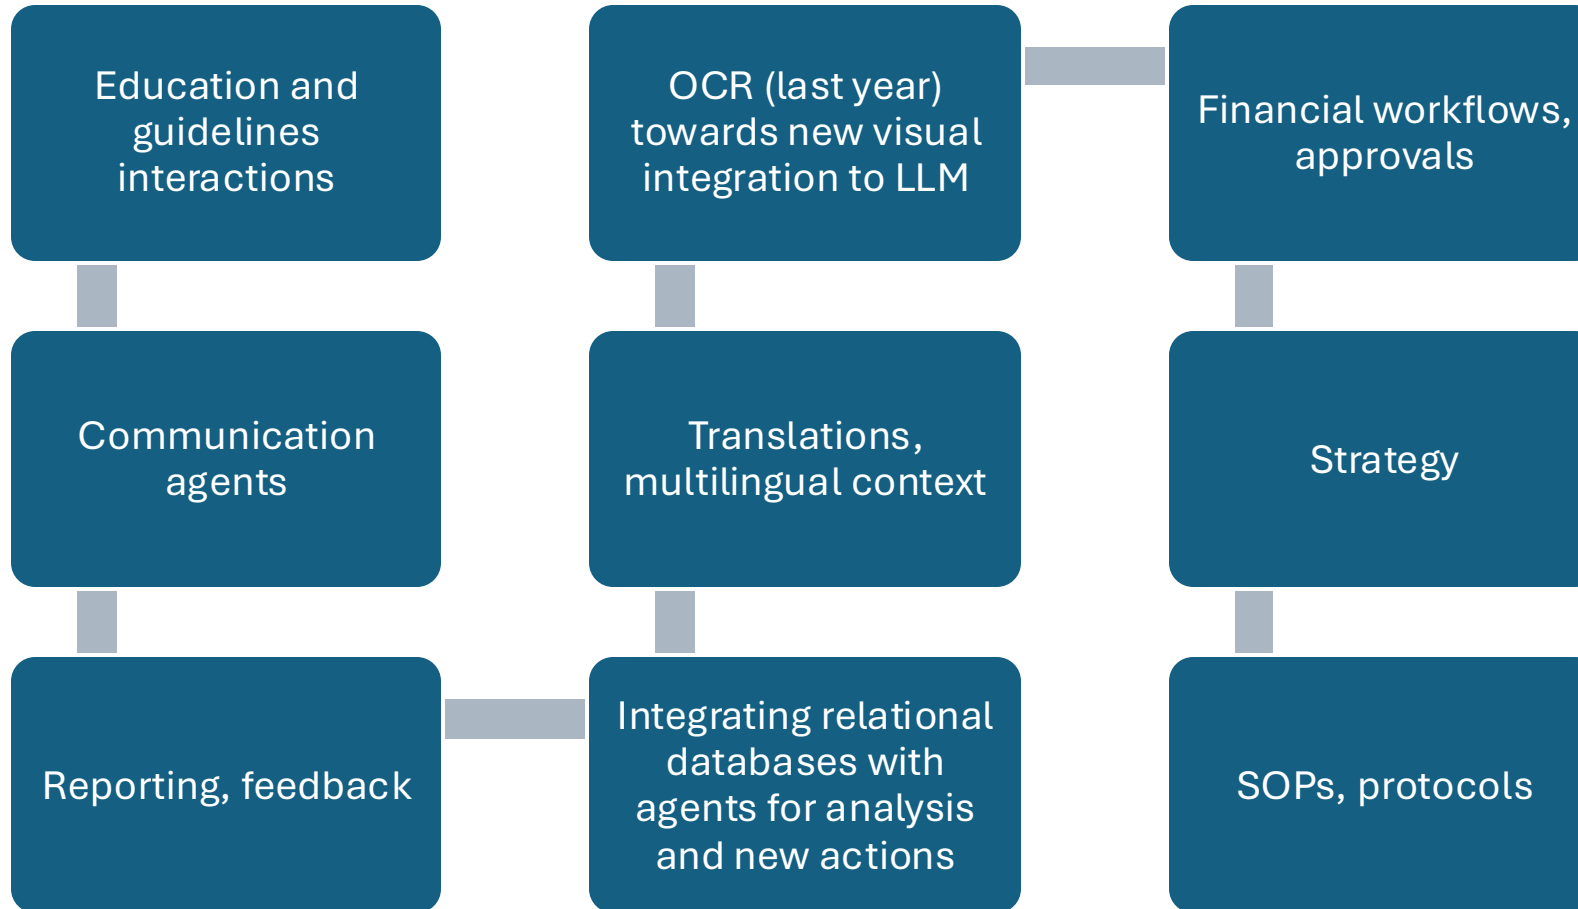 Education and
guidelines
interactions
Communication
agents
Reporting, feedback
Integrating relational
databases with
agents for analysis
and new actions
Translations,
multilingual context
OCR (last year)
towards new visual
integration to LLM
Financial workflows,
approvals
Strategy
SOPs, protocols